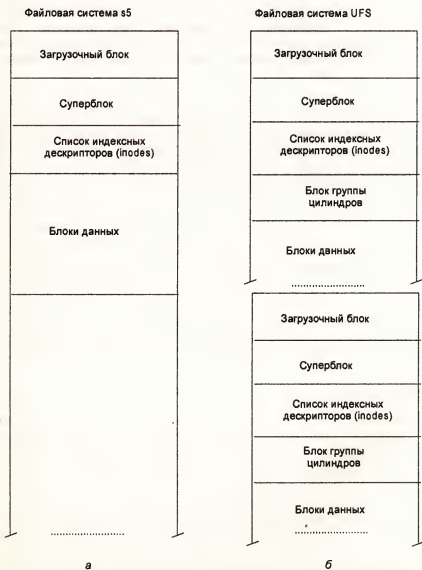 Файловая система s5
Загрузочный блок
Суперблок
Список индексных
дескрипторов (inodes)
Блоки данных
а
Файловая система UFS
Загрузочный блок
Суперблок
Список индексных
дескрипторов (inodes)
Блок группы
цилиндров
Блоки данных
Загрузочный блок
Суперблок
Список индексных
дескрипторов (inodes)
Блок группы
цилиндров
Блоки данных
б